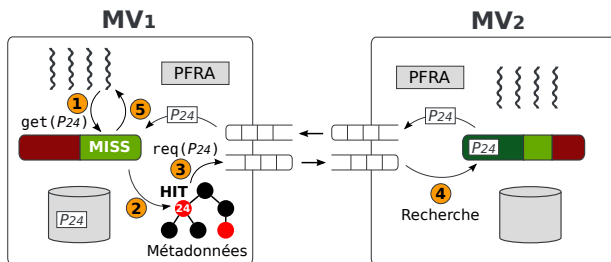 MV1
MV2
PFRA
PFRA
1
5
P24
P24
get(P24)
MISS
req(P24)
P24
3
HIT
4
P24
2
24
Recherche
Métadonnées